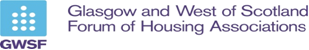 Glasgow and West of Scotland
Forum of Housing Associations
GWSF